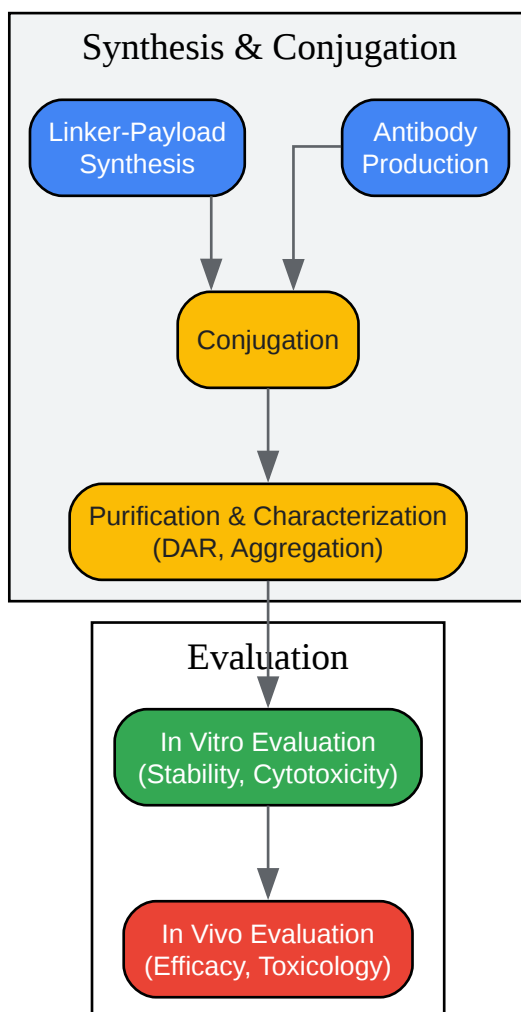 Synthesis & Conjugation
Linker-Payload
Synthesis
Antibody
Production
Conjugation
Purification & Characterization
(DAR, Aggregation)
Evaluation
In Vitro Evaluation
(Stability, Cytotoxicity)
In Vivo Evaluation
(Efficacy, Toxicology)